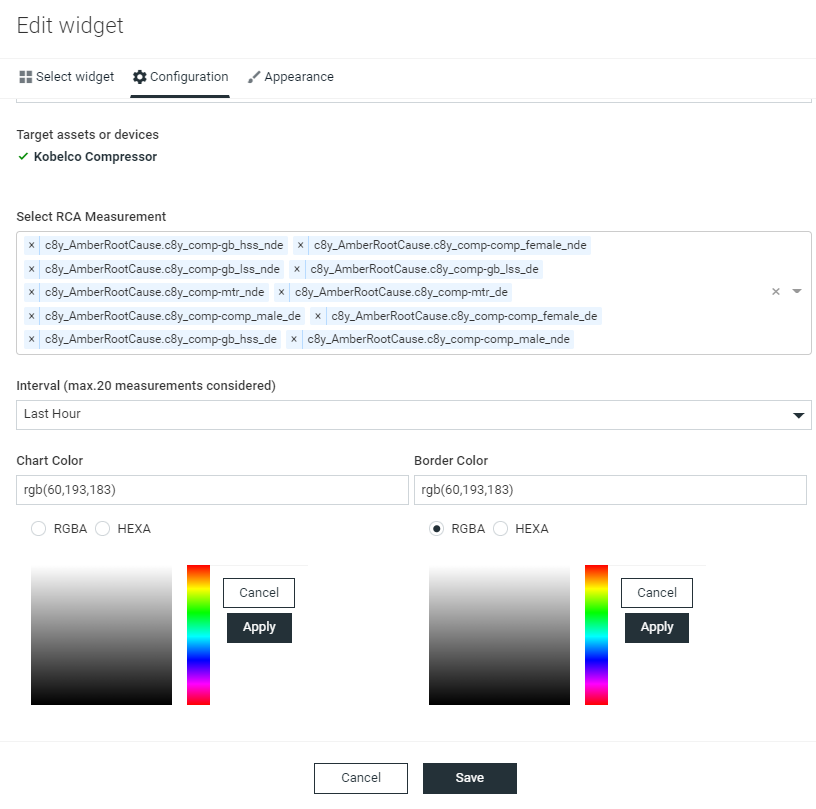 Edit widget
Select widget Configuration Appearance
Target assets or devices
Kobelco Compressor
Select RCA Measurement
× c8y_AmberRootCause.c8y_comp-gb_hss_nde × c8y_AmberRootCause.c8y_comp-comp_female_nde
× c8y_AmberRootCause.c8y_comp-gb_lss_nde × c8y_AmberRootCause.c8y_comp-gb_lss_de
× c8y_AmberRootCause.c8y_comp-mtr_nde × c8y_AmberRootCause.c8y_comp-mtr_de ×
× c8y_AmberRootCause.c8y_comp-comp_male_de × c8y_AmberRootCause.c8y_comp-comp_female_de
× c8y_AmberRootCause.c8y_comp-gb_hss_de × c8y_AmberRootCause.c8y_comp-comp_male_nde
Interval (max.20 measurements considered)
Last Hour
Chart Color Border Color
rgb(60,193,183) rgb(60,193,183)
RGBA HEXA RGBA HEXA
Cancel Cancel
Apply Apply
Cancel Save